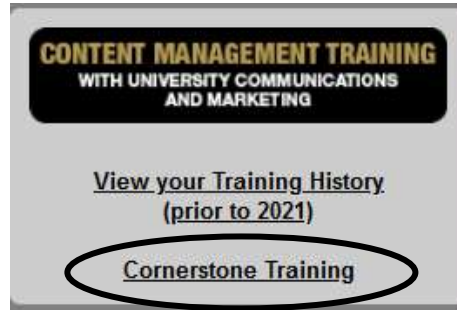 CONTENT MANAGEMENT TRAINING
WITH UNIVERSITY COMMUNICATIONS
AND MARKETING
View your Training History
(prior to 2021)
Cornerstone Training